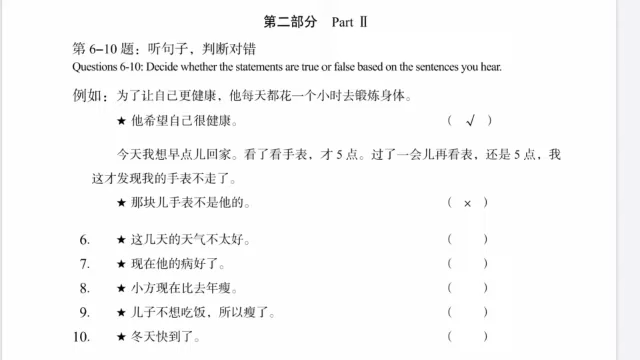 第二部分 Part Ⅱ
第 6–10 题：听句子，判断对错
Questions 6-10: Decide whether the statements are true or false based on the sentences you hear.
例如：为了让自己更健康，他每天都花一个小时去锻炼身体。
★ 他希望自己很健康。 （ √ ）
今天我想早点儿回家。看了看手表，才 5 点。过了一会儿再看表，还是 5 点，我
这才发现我的手表不走了。
★ 那块儿手表不是他的。 （ × ）
6. ★ 这几天的天气不太好。 （ ）
7. ★ 现在他的病好了。 （ ）
8. ★ 小方现在比去年瘦。 （ ）
9. ★ 儿子不想吃饭，所以瘦了。 （ ）
10. ★ 冬天快到了。 （ ）